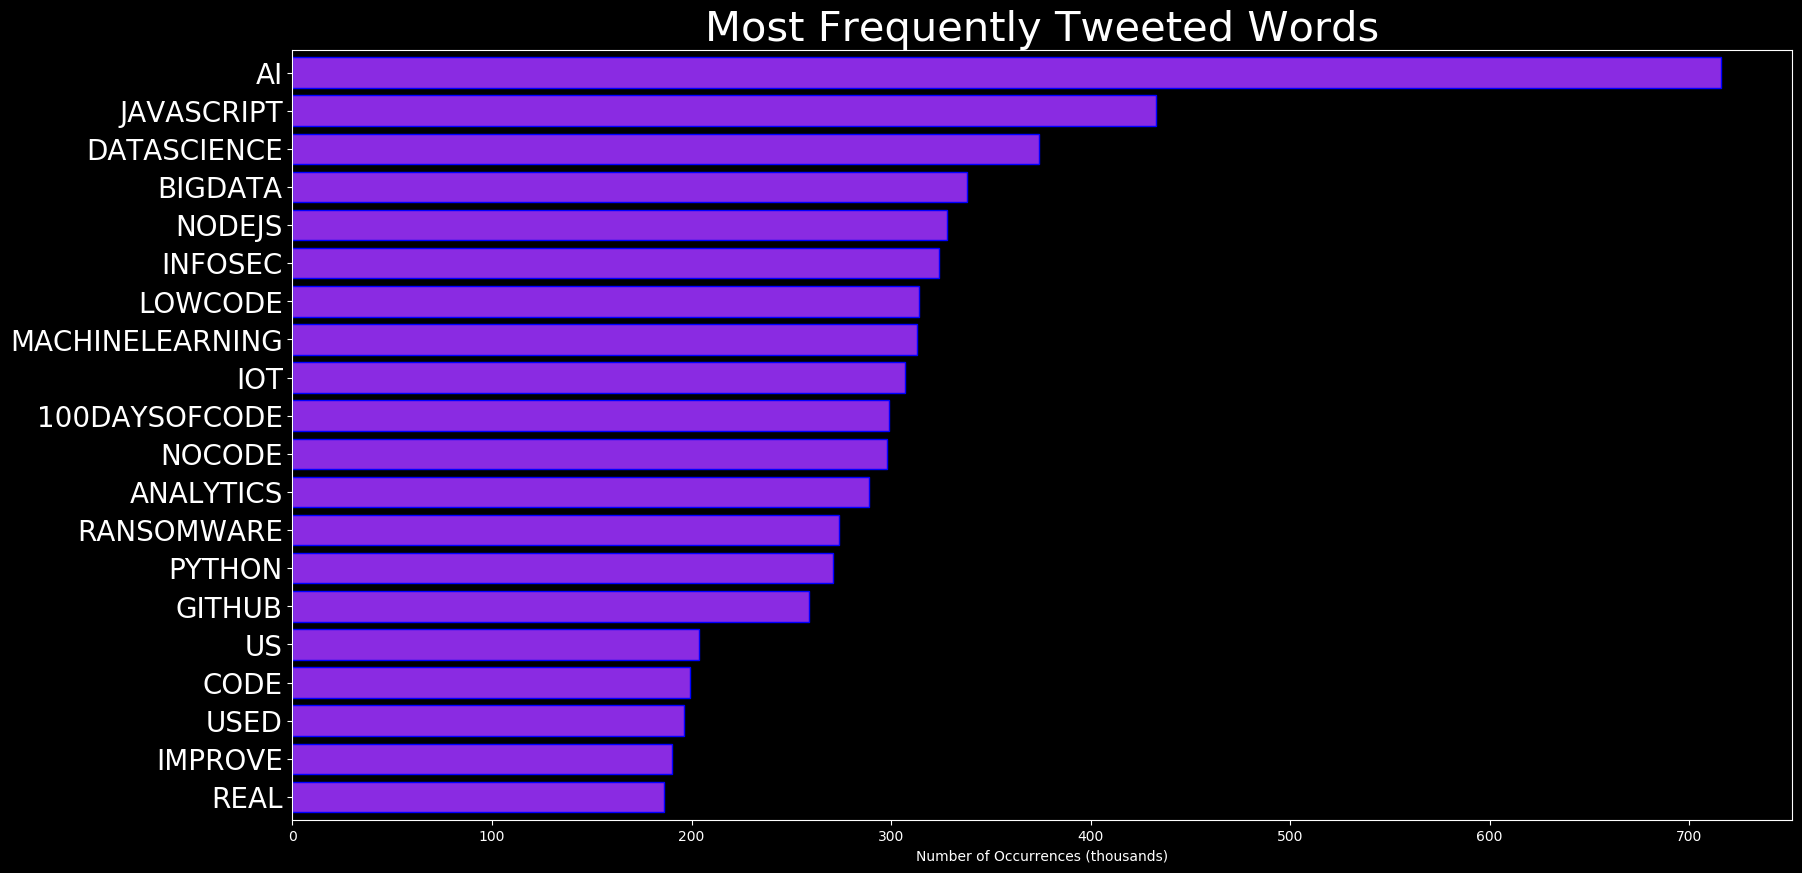 Most Frequently Tweeted Words
AI
JAVASCRIPT
DATASCIENCE
BIGDATA
NODEJS
INFOSEC
LOWCODE
MACHINELEARNING
IOT
100DAYSOFCODE
NOCODE
ANALYTICS
RANSOMWARE
PYTHON
GITHUB
US
CODE
USED
IMPROVE
REAL
0 100 200 300 400 500 600 700
Number of Occurrences (thousands)